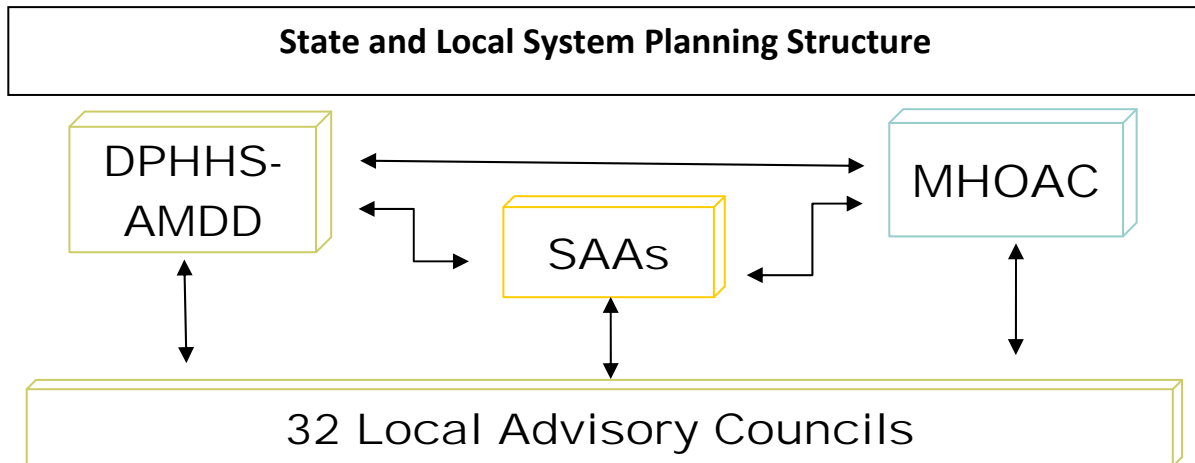 State and Local System Planning Structure
DPHHS-
AMDD
MHOAC
SAAs
32 Local Advisory Councils